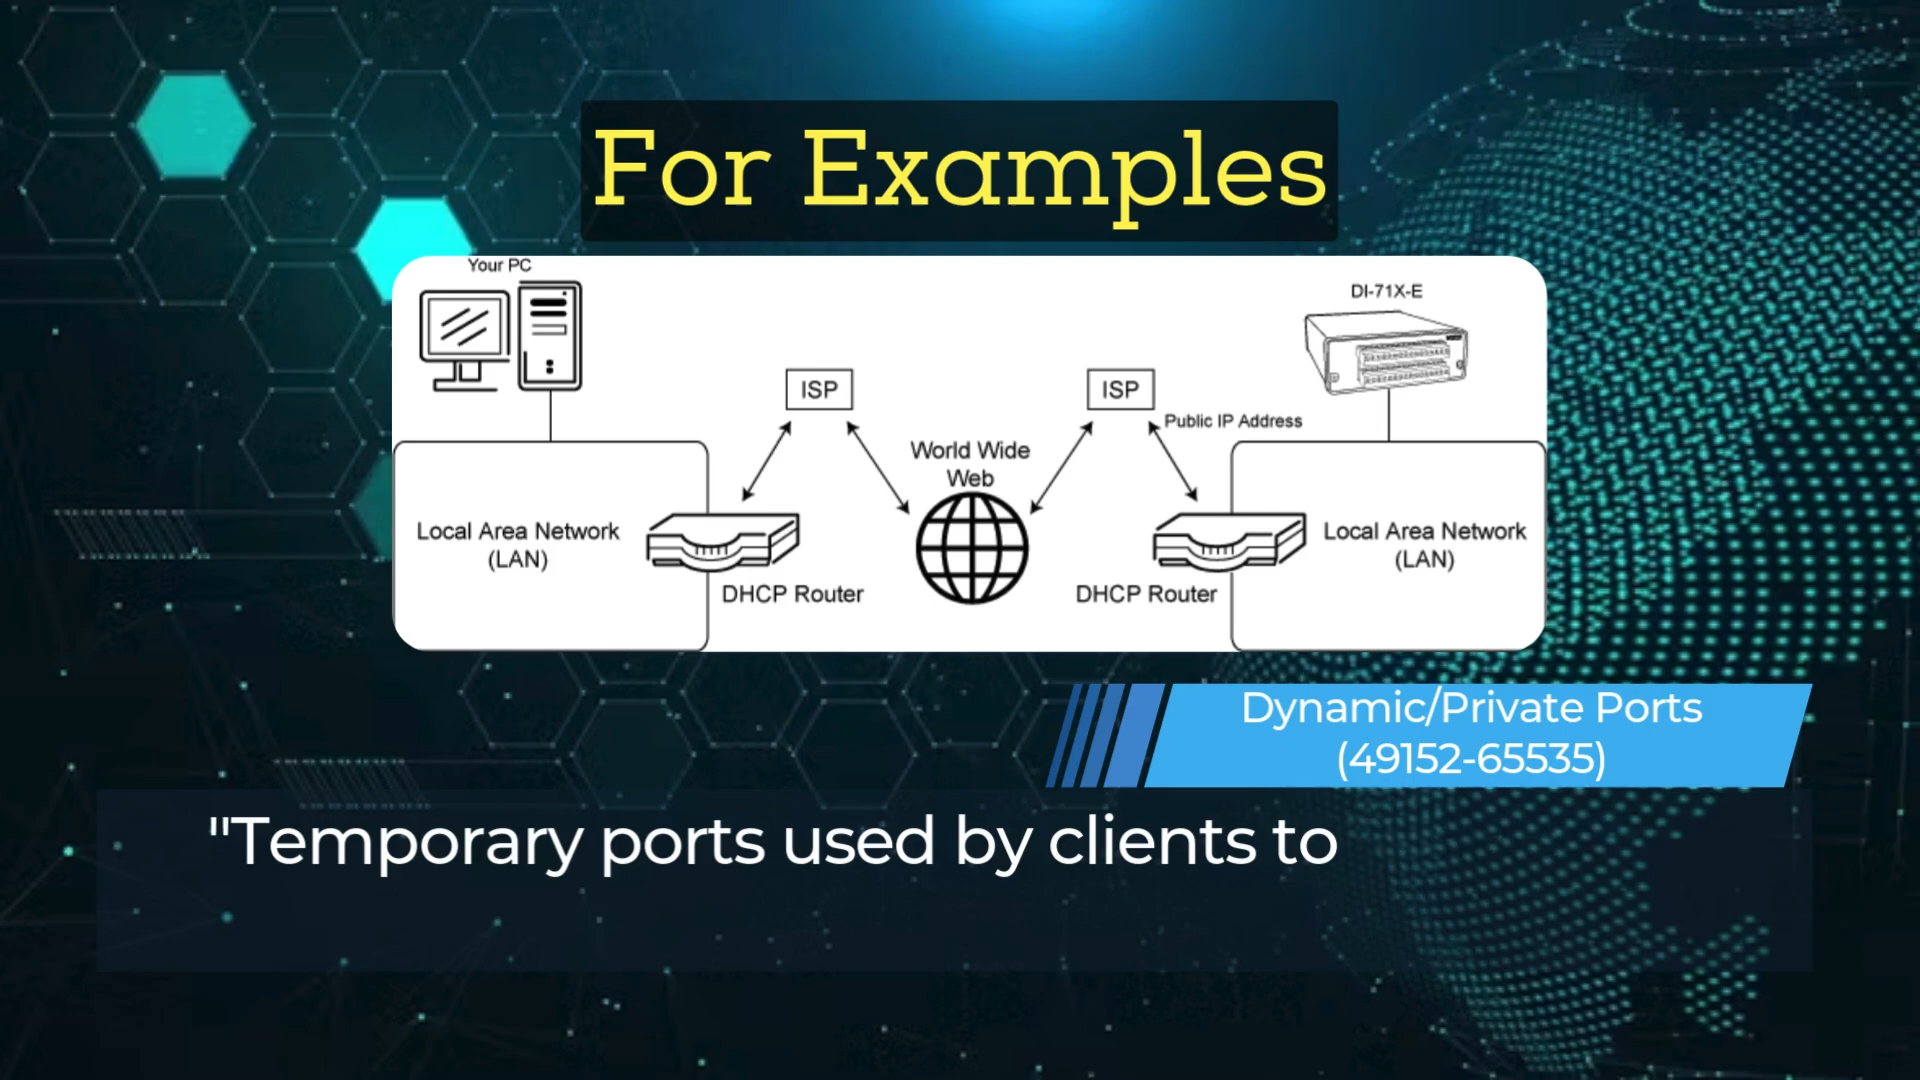 For Examples
Your PC
DI-71X-E
ISP
ISP
Public IP Address
World Wide
Web
Local Area Network
(LAN)
Local Area Network
(LAN)
DHCP Router
DHCP Router
Dynamic/Private Ports
(49152-65535)
"Temporary ports used by clients to